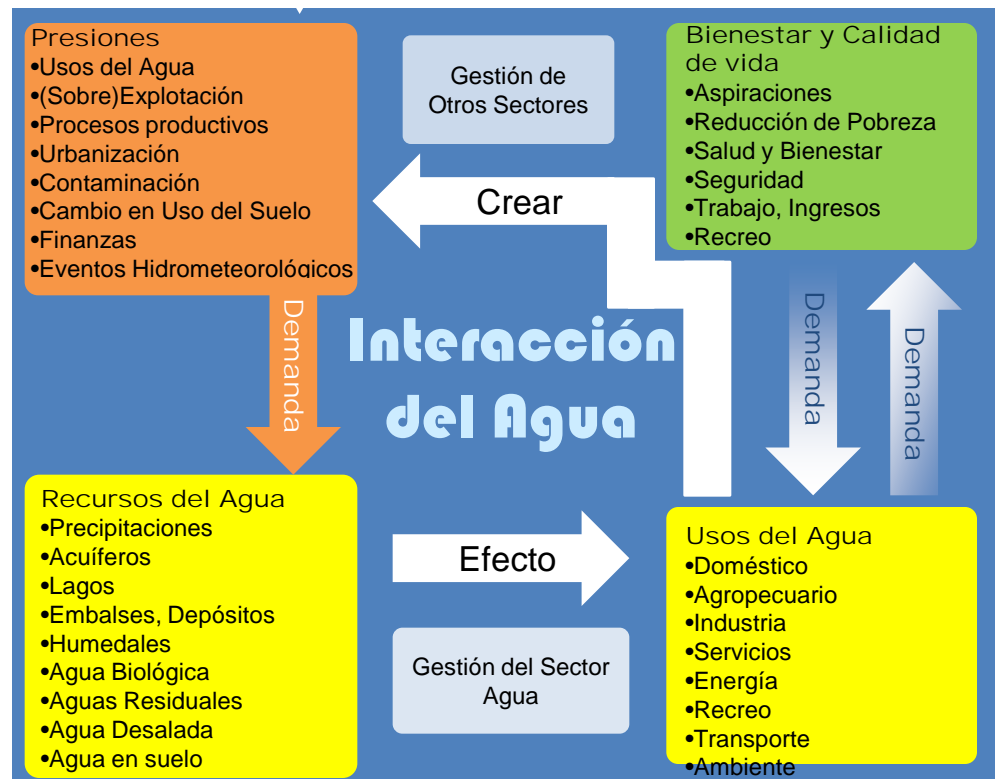 Presiones
•Usos del Agua
•(Sobre)Explotación
•Procesos productivos
•Urbanización
•Contaminación
•Cambio en Uso del Suelo
•Finanzas
•Eventos Hidrometeorológicos
Gestión de
Otros Sectores
Bienestar y Calidad
de vida
•Aspiraciones
•Reducción de Pobreza
•Salud y Bienestar
•Seguridad
•Trabajo, Ingresos
•Recreo
Crear
Demanda
Interacción
del Agua
Demanda
Demanda
Recursos del Agua
•Precipitaciones
•Acuíferos
•Lagos
•Embalses, Depósitos
•Humedales
•Agua Biológica
•Aguas Residuales
•Agua Desalada
•Agua en suelo
Efecto
Gestión del Sector
Agua
Usos del Agua
•Doméstico
•Agropecuario
•Industria
•Servicios
•Energía
•Recreo
•Transporte
•Ambiente